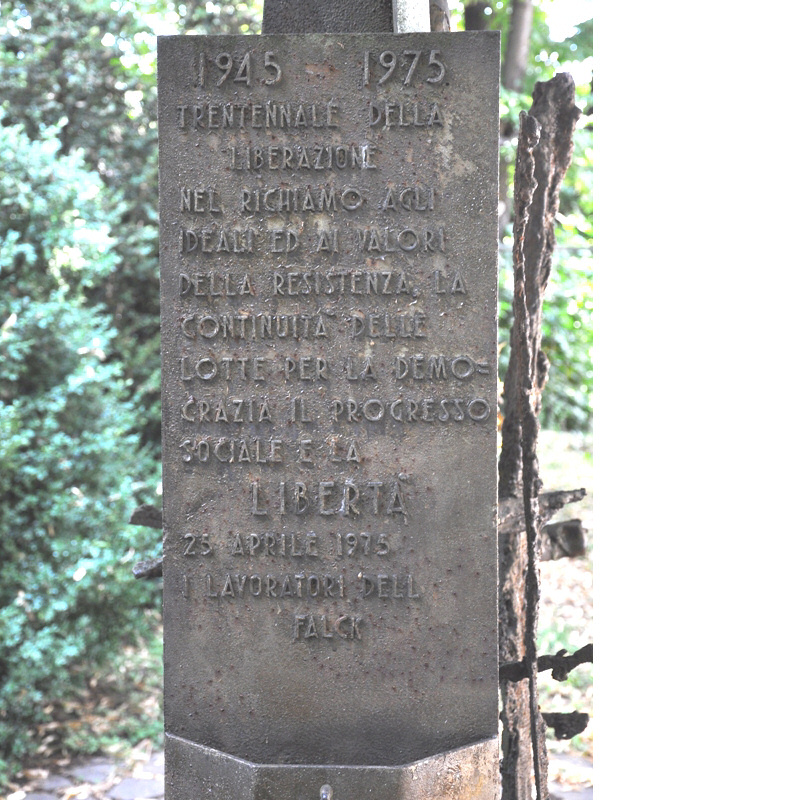 1945 - 1975
TRENTENNALE DELLA
LIBERAZIONE
NEL RICHIAMO AGLI
IDEALI ED AI VALORI
DELLA RESISTENZA LA
CONTINUITÀ DELLE
LOTTE PER LA DEMO=
CRAZIA IL PROGRESSO
SOCIALE E LA
LIBERTÀ
25 APRILE 1975
I LAVORATORI DELL
FALCK